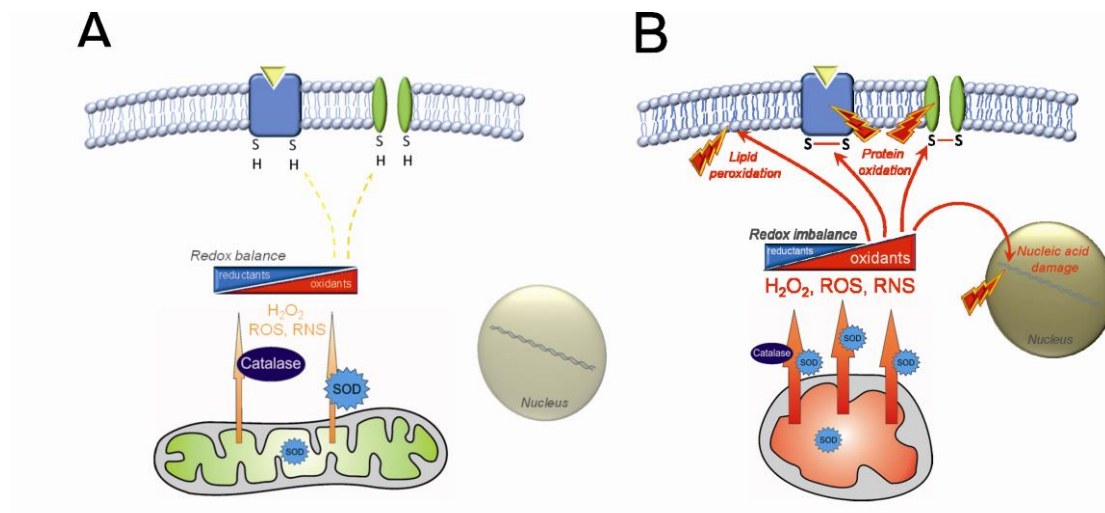 A
S
H
S
H
S
H
S
H
Redox balance
reductants
oxidants
H₂O₂
ROS, RNS
Catalase
SOD
SOD
Nucleus
B
S
S
S
S
Lipid
peroxidation
Protein
oxidation
Redox imbalance
reductants
oxidants
H₂O₂, ROS, RNS
Nucleic acid
damage
Nucleus
Catalase
SOD
SOD
SOD
SOD